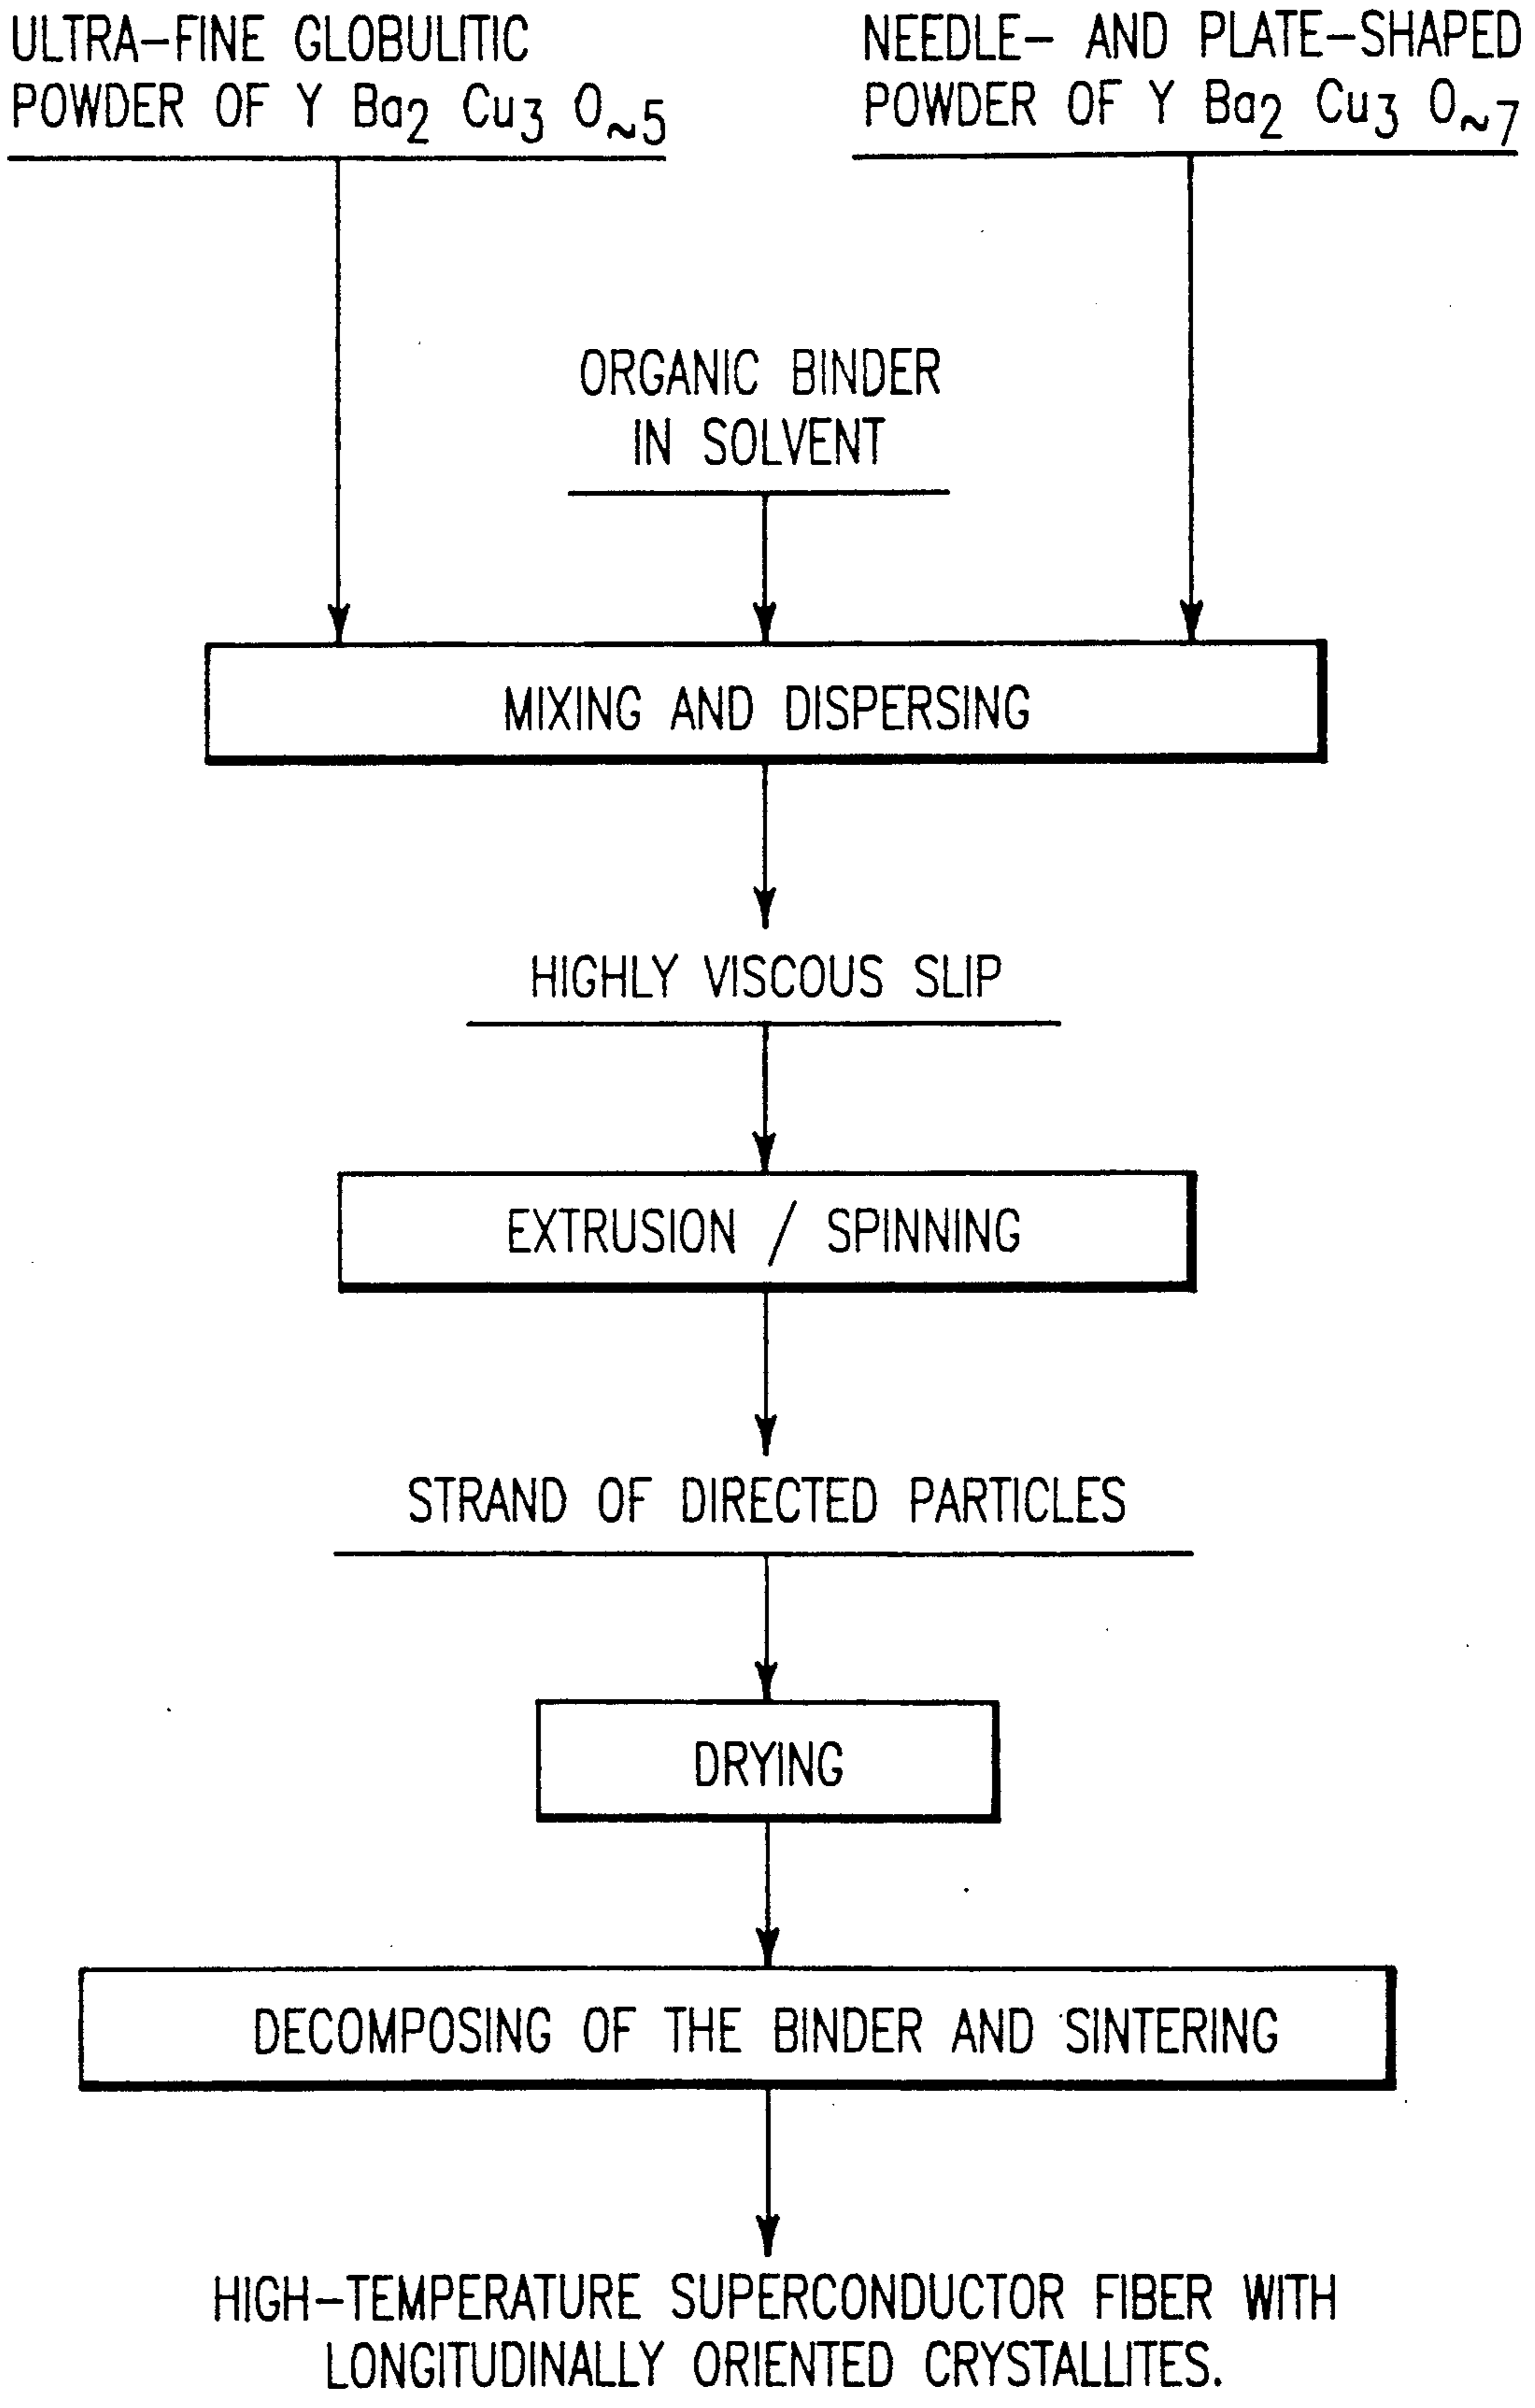 ULTRA-FINE GLOBULITIC
POWDER OF Y Ba2 Cu3 O~5
NEEDLE- AND PLATE-SHAPED
POWDER OF Y Ba2 Cu3 O~7
ORGANIC BINDER
IN SOLVENT
MIXING AND DISPERSING
HIGHLY VISCOUS SLIP
EXTRUSION / SPINNING
STRAND OF DIRECTED PARTICLES
DRYING
DECOMPOSING OF THE BINDER AND SINTERING
HIGH-TEMPERATURE SUPERCONDUCTOR FIBER WITH
LONGITUDINALLY ORIENTED CRYSTALLITES.